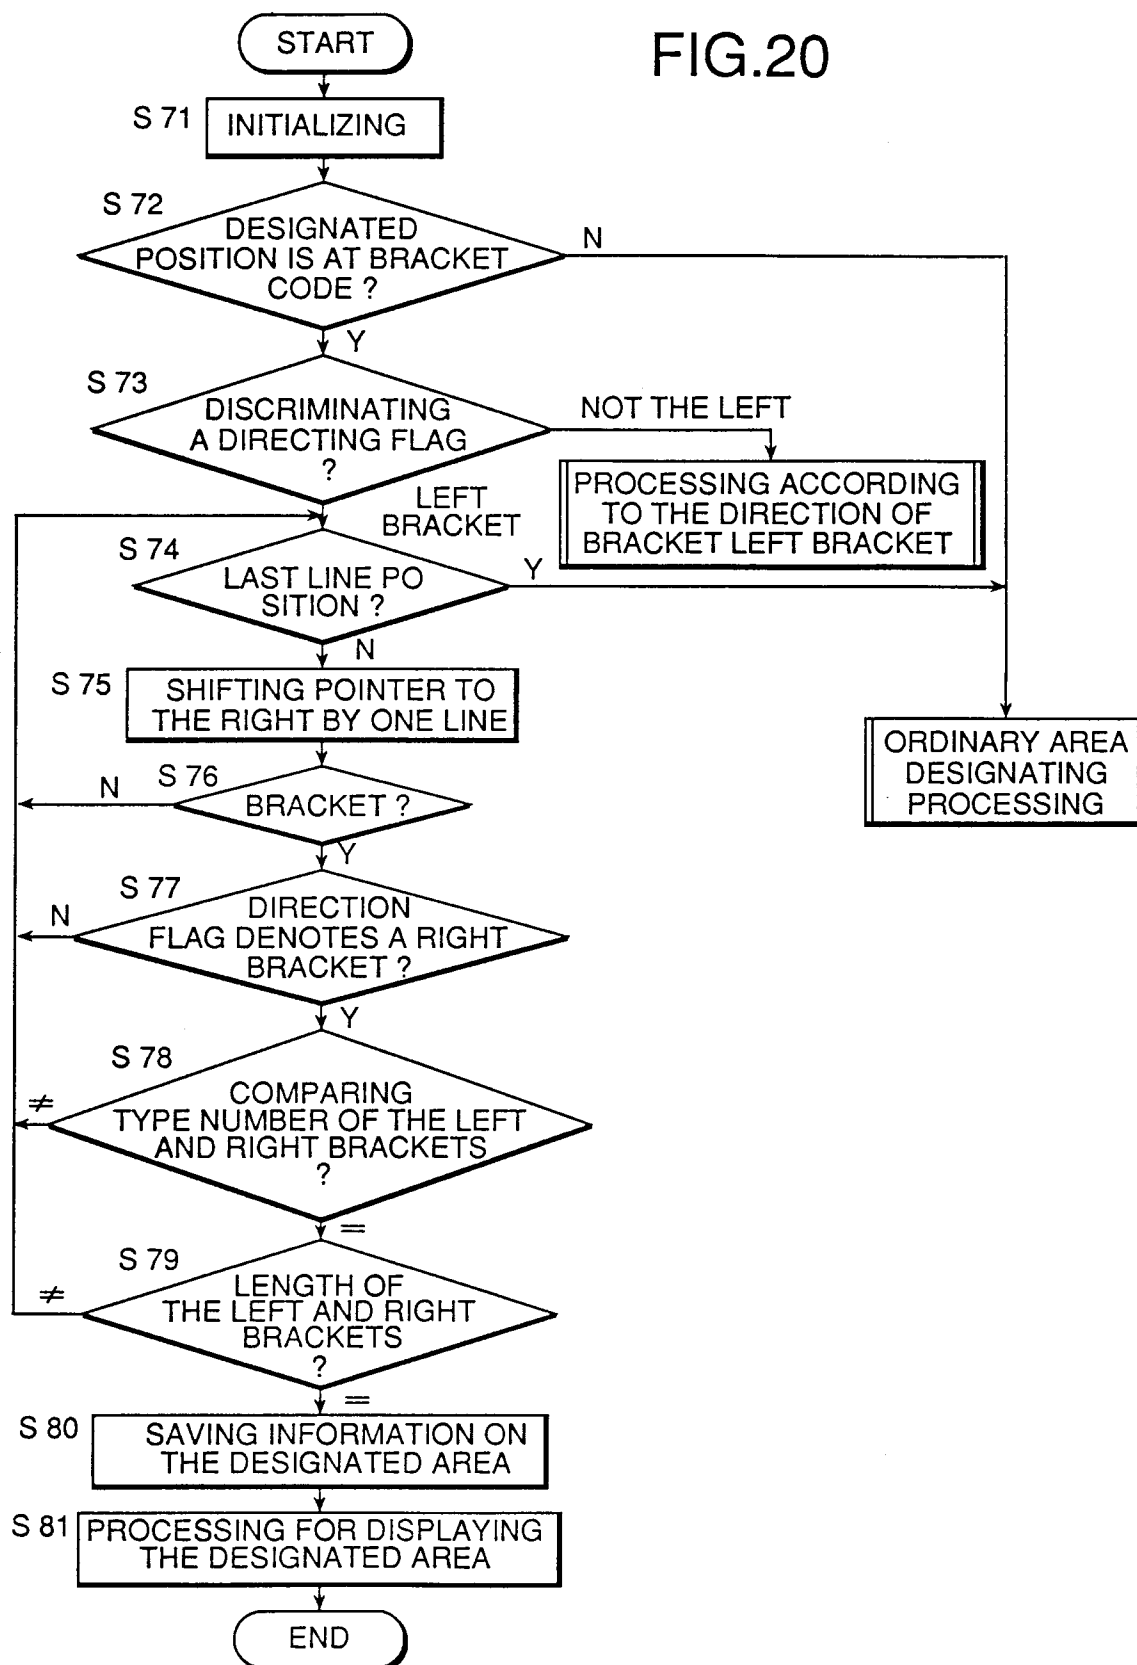 START
FIG.20
S 71
INITIALIZING
S 72
DESIGNATED
POSITION IS AT BRACKET
CODE ?
N
Y
S 73
DISCRIMINATING
A DIRECTING FLAG
?
NOT THE LEFT
PROCESSING ACCORDING
TO THE DIRECTION OF
BRACKET LEFT BRACKET
LEFT
BRACKET
S 74
LAST LINE PO
SITION ?
Y
N
S 75
SHIFTING POINTER TO
THE RIGHT BY ONE LINE
ORDINARY AREA
DESIGNATING
PROCESSING
S 76
BRACKET ?
N
Y
S 77
DIRECTION
FLAG DENOTES A RIGHT
BRACKET ?
N
Y
S 78
COMPARING
TYPE NUMBER OF THE LEFT
AND RIGHT BRACKETS
?
≠
=
S 79
LENGTH OF
THE LEFT AND RIGHT
BRACKETS
?
≠
=
S 80
SAVING INFORMATION ON
THE DESIGNATED AREA
S 81
PROCESSING FOR DISPLAYING
THE DESIGNATED AREA
END